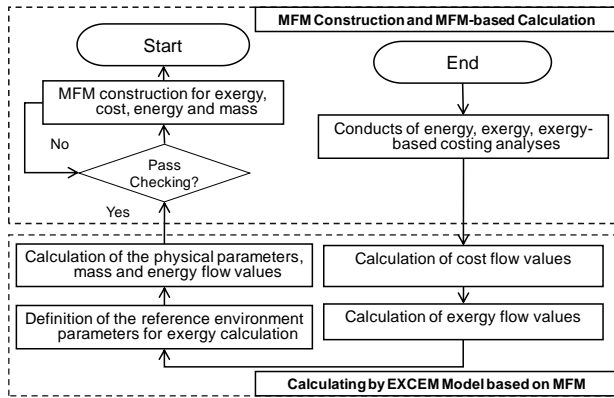 MFM Construction and MFM-based Calculation
Start
End
MFM construction for exergy,
cost, energy and mass
Conducts of energy, exergy, exergy-
based costing analyses
No
Pass
Checking?
Yes
Calculation of the physical parameters,
mass and energy flow values
Calculation of cost flow values
Definition of the reference environment
parameters for exergy calculation
Calculation of exergy flow values
Calculating by EXCEM Model based on MFM